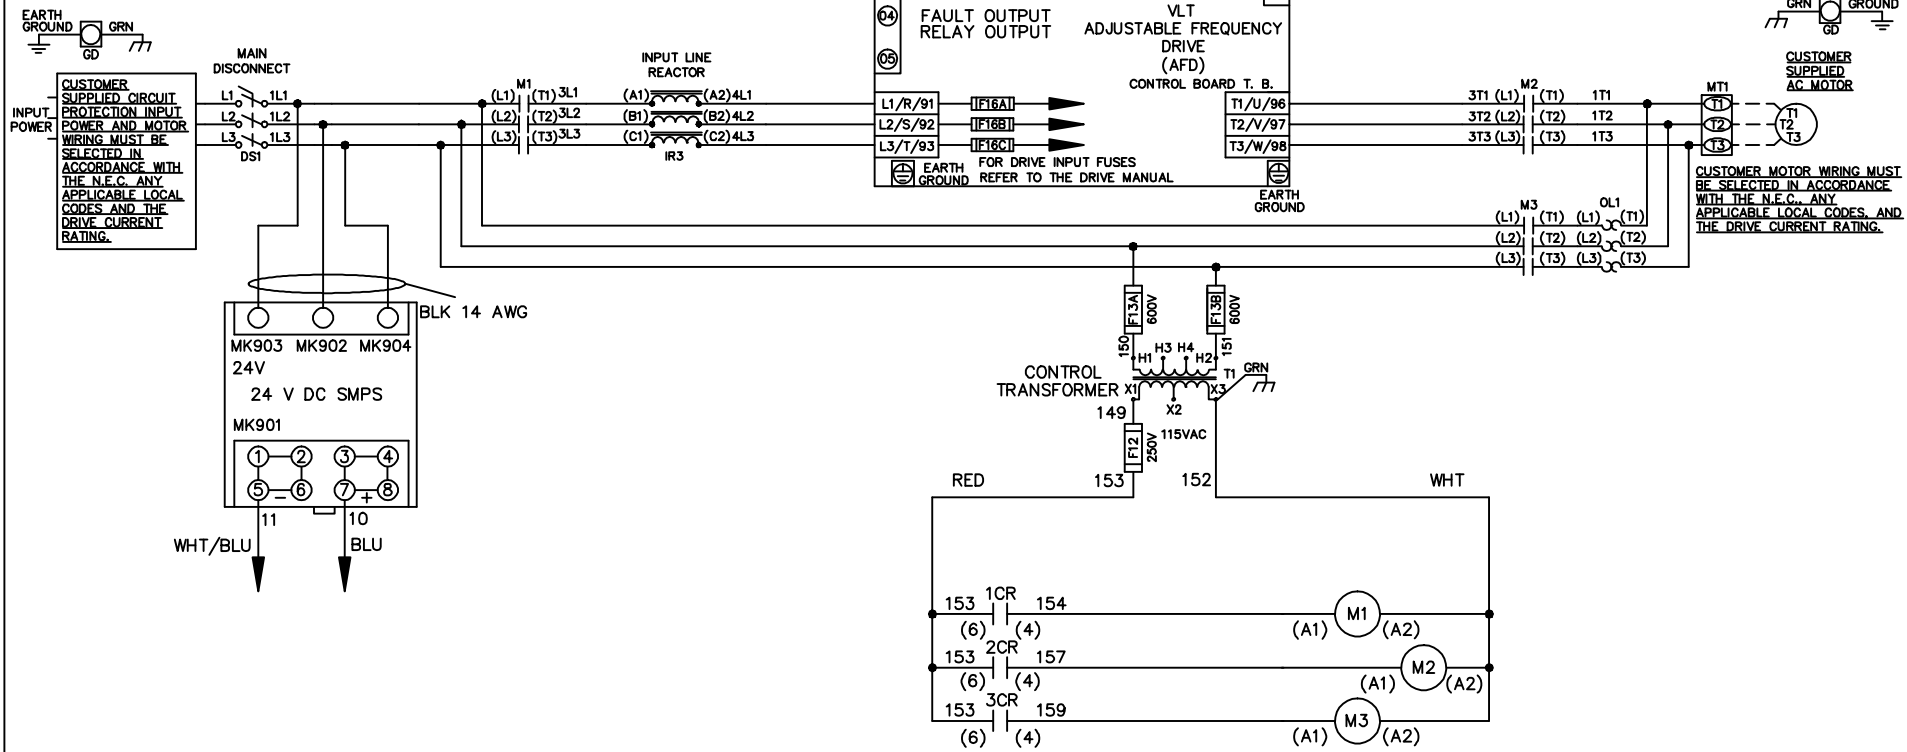 EARTH
GROUND
GRN
GD
MAIN
DISCONNECT
INPUT
POWER
CUSTOMER
SUPPLIED CIRCUIT
PROTECTION INPUT
POWER AND MOTOR
WIRING MUST BE
SELECTED IN
ACCORDANCE WITH
THE N.E.C. ANY
APPLICABLE LOCAL
CODES AND THE
DRIVE CURRENT
RATING.
L1 1L1
L2 1L2
L3 1L3
DS1
M1
(L1) (T1) 3L1
(L2) (T2) 3L2
(L3) (T3) 3L3
INPUT LINE
REACTOR
(A1) (A2) 4L1
(B1) (B2) 4L2
(C1) (C2) 4L3
IR3
04
05
FAULT OUTPUT
RELAY OUTPUT
VLT
ADJUSTABLE FREQUENCY
DRIVE
(AFD)
CONTROL BOARD T. B.
L1/R/91 F16A T1/U/96
L2/S/92 F16B T2/V/97
L3/T/93 F16C T3/W/98
EARTH
GROUND
FOR DRIVE INPUT FUSES
REFER TO THE DRIVE MANUAL
EARTH
GROUND
M2
3T1 (L1) (T1) 1T1
3T2 (L2) (T2) 1T2
3T3 (L3) (T3) 1T3
GRN
GROUND
GD
CUSTOMER
SUPPLIED
AC MOTOR
MT1
T1
T2
T3
T1
T2
T3
CUSTOMER MOTOR WIRING MUST
BE SELECTED IN ACCORDANCE
WITH THE N.E.C., ANY
APPLICABLE LOCAL CODES, AND
THE DRIVE CURRENT RATING.
M3
OL1
(L1) (T1) (L1) (T1)
(L2) (T2) (L2) (T2)
(L3) (T3) (L3) (T3)
BLK 14 AWG
MK903 MK902 MK904
24V
24 V DC SMPS
MK901
1 2 3 4
5 - 6 7 + 8
11 10
WHT/BLU BLU
F13A
600V
F13B
600V
150
151
H1 H3 H4 H2
CONTROL
TRANSFORMER
T1
GRN
X1 X3
X2
149
115VAC
F12
250V
RED 153 152 WHT
1CR
153 154
(6) (4)
M1
(A1) (A2)
2CR
153 157
(6) (4)
M2
(A1) (A2)
3CR
153 159
(6) (4)
M3
(A1) (A2)